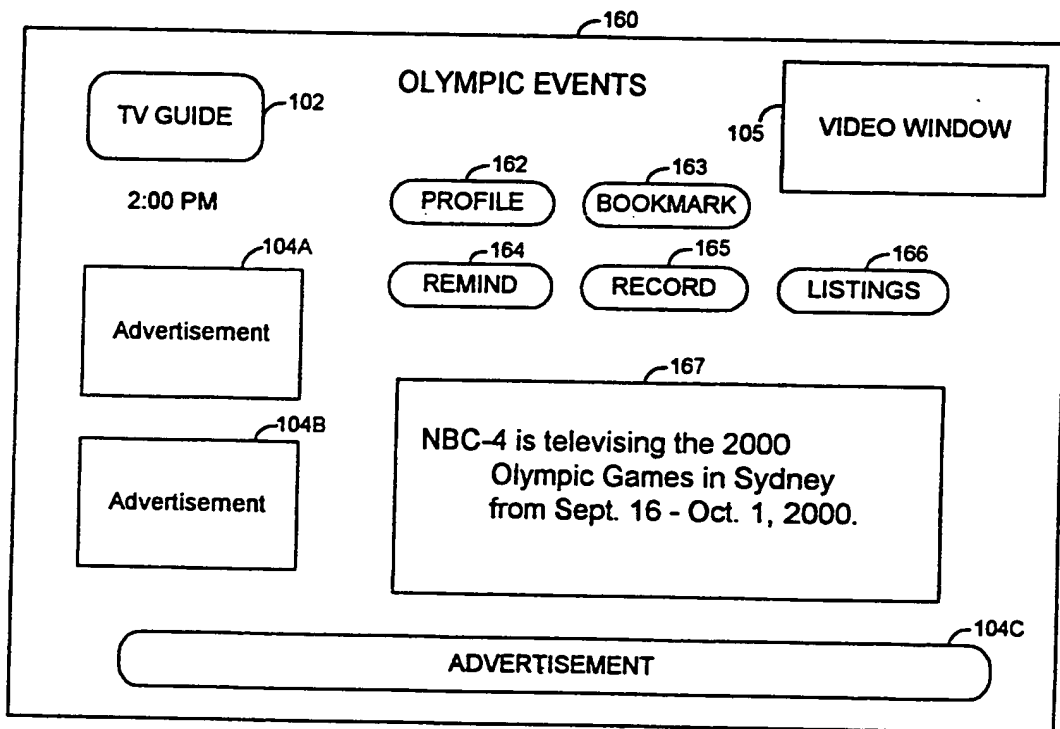 160
TV GUIDE
102
OLYMPIC EVENTS
105
VIDEO WINDOW
2:00 PM
162
PROFILE
163
BOOKMARK
164
REMIND
165
RECORD
166
LISTINGS
104A
Advertisement
104B
Advertisement
167
NBC-4 is televising the 2000
Olympic Games in Sydney
from Sept. 16 - Oct. 1, 2000.
104C
ADVERTISEMENT